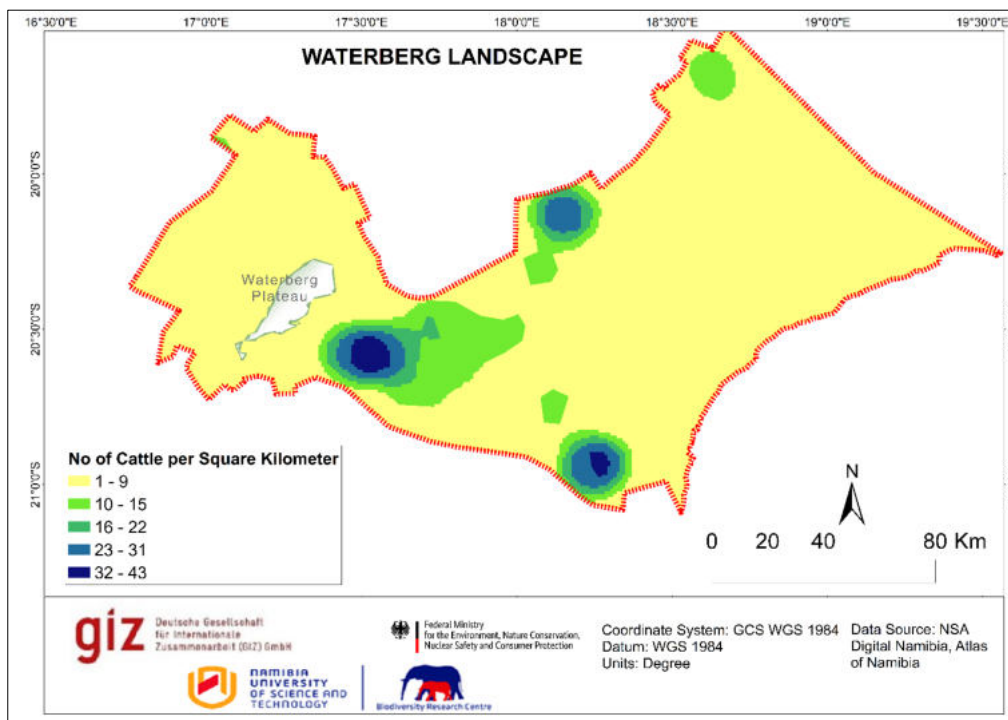 16°30'0"E 17°0'0"E 17°30'0"E 18°0'0"E 18°30'0"E 19°0'0"E 19°30'0"E
WATERBERG LANDSCAPE
20°0'0"S
Waterberg
Plateau
20°30'0"S
No of Cattle per Square Kilometer
1 - 9
10 - 15
16 - 22
23 - 31
32 - 43
21°0'0"S
N
0 20 40 80 Km
giz
Deutsche Gesellschaft
für Internationale
Zusammenarbeit (GIZ) GmbH
Federal Ministry
for the Environment, Nature Conservation,
Nuclear Safety and Consumer Protection
NAMIBIA
UNIVERSITY
OF SCIENCE AND
TECHNOLOGY
Biodiversity Research Centre
Coordinate System: GCS WGS 1984
Datum: WGS 1984
Units: Degree
Data Source: NSA
Digital Namibia, Atlas
of Namibia